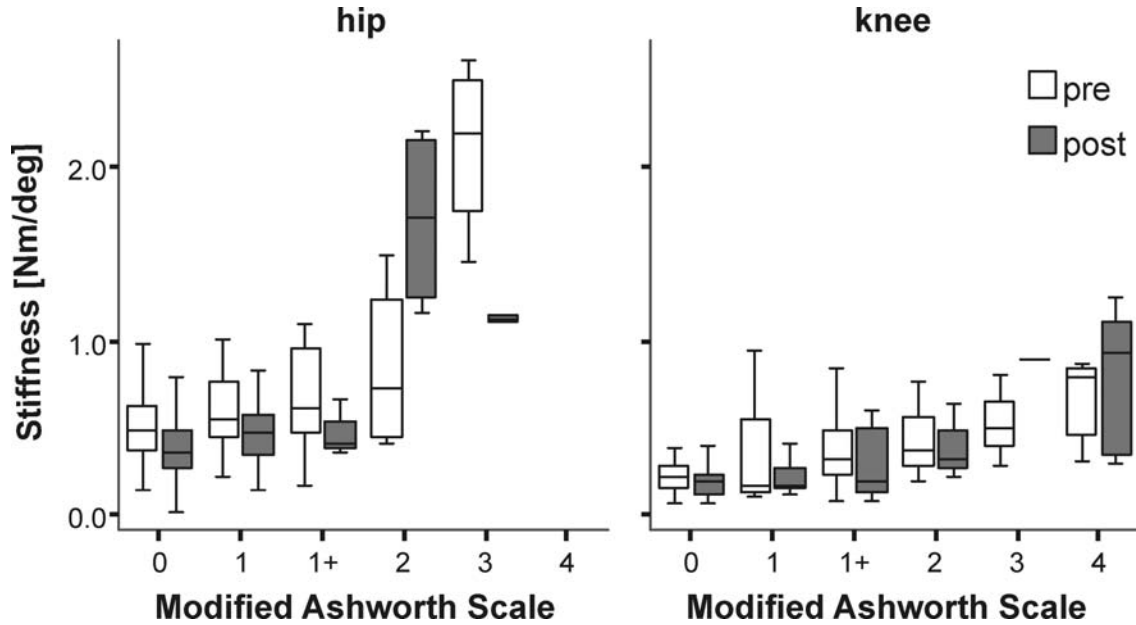 hip
knee
Stiffness [Nm/deg]
2.0
1.0
0.0
pre
post
0 1 1+ 2 3 4
0 1 1+ 2 3 4
Modified Ashworth Scale
Modified Ashworth Scale